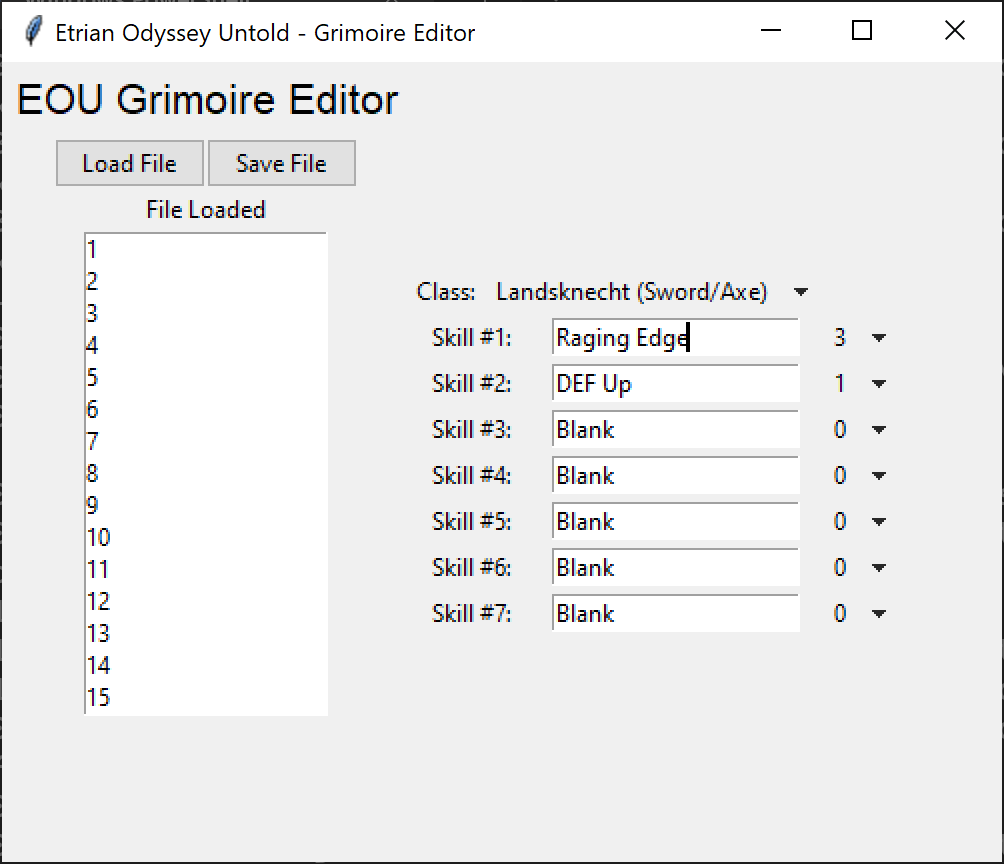 Etrian Odyssey Untold - Grimoire Editor
EOU Grimoire Editor
Load File Save File
File Loaded
1
2
3
4
5
6
7
8
9
10
11
12
13
14
15
Class: Landsknecht (Sword/Axe)
Skill #1: Raging Edge 3
Skill #2: DEF Up 1
Skill #3: Blank 0
Skill #4: Blank 0
Skill #5: Blank 0
Skill #6: Blank 0
Skill #7: Blank 0